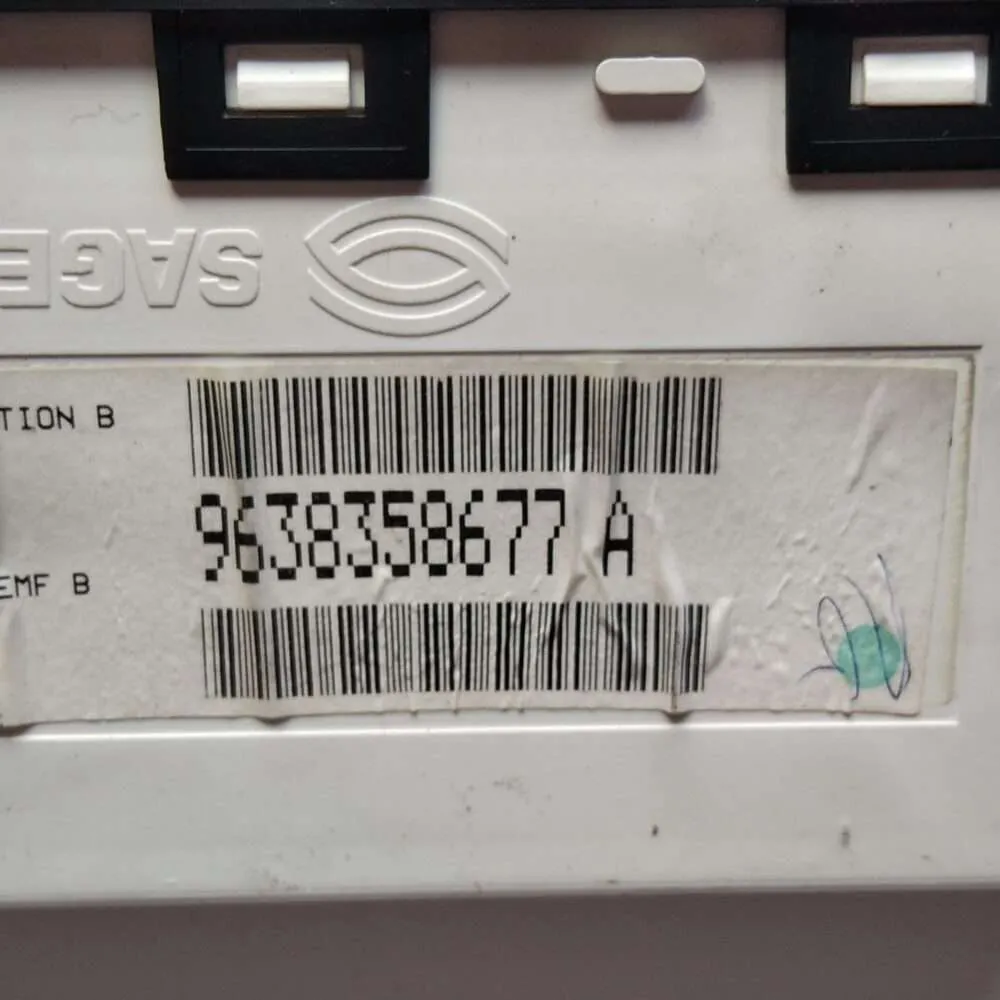 SAGE
TION B
9638358677 A
EMF B